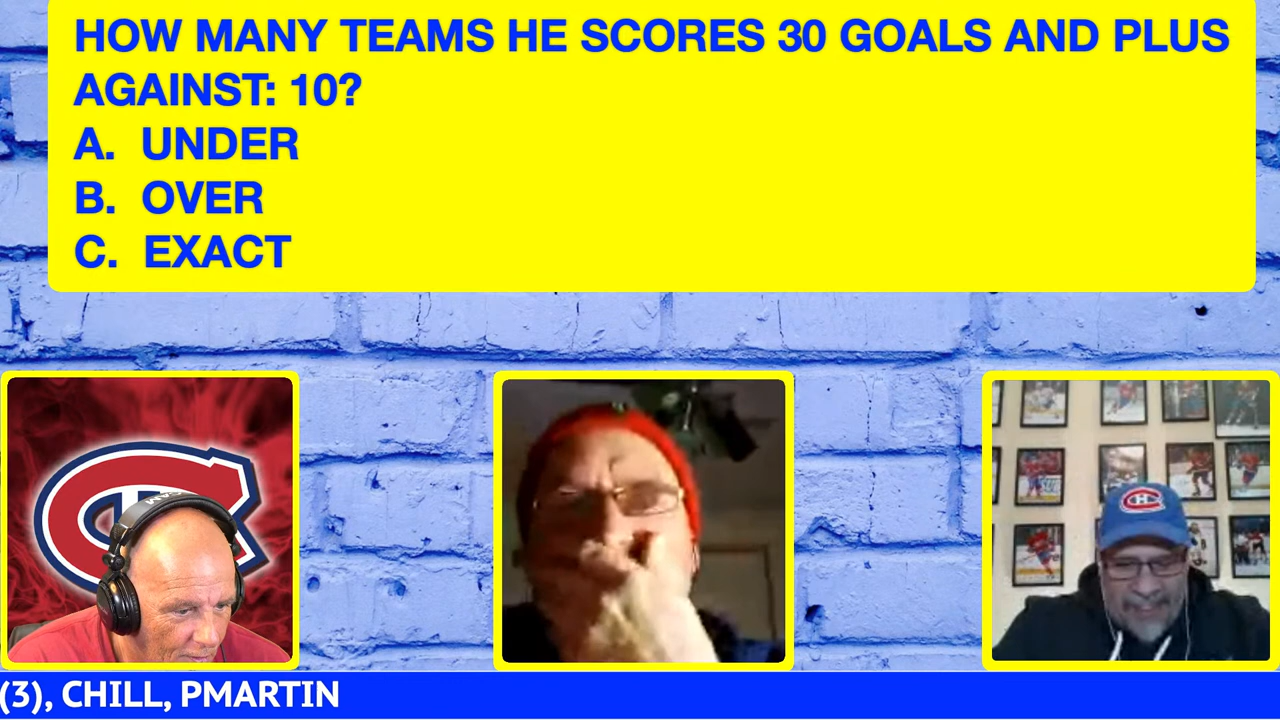 HOW MANY TEAMS HE SCORES 30 GOALS AND PLUS
AGAINST: 10?
A. UNDER
B. OVER
C. EXACT
(3), CHILL, PMARTIN